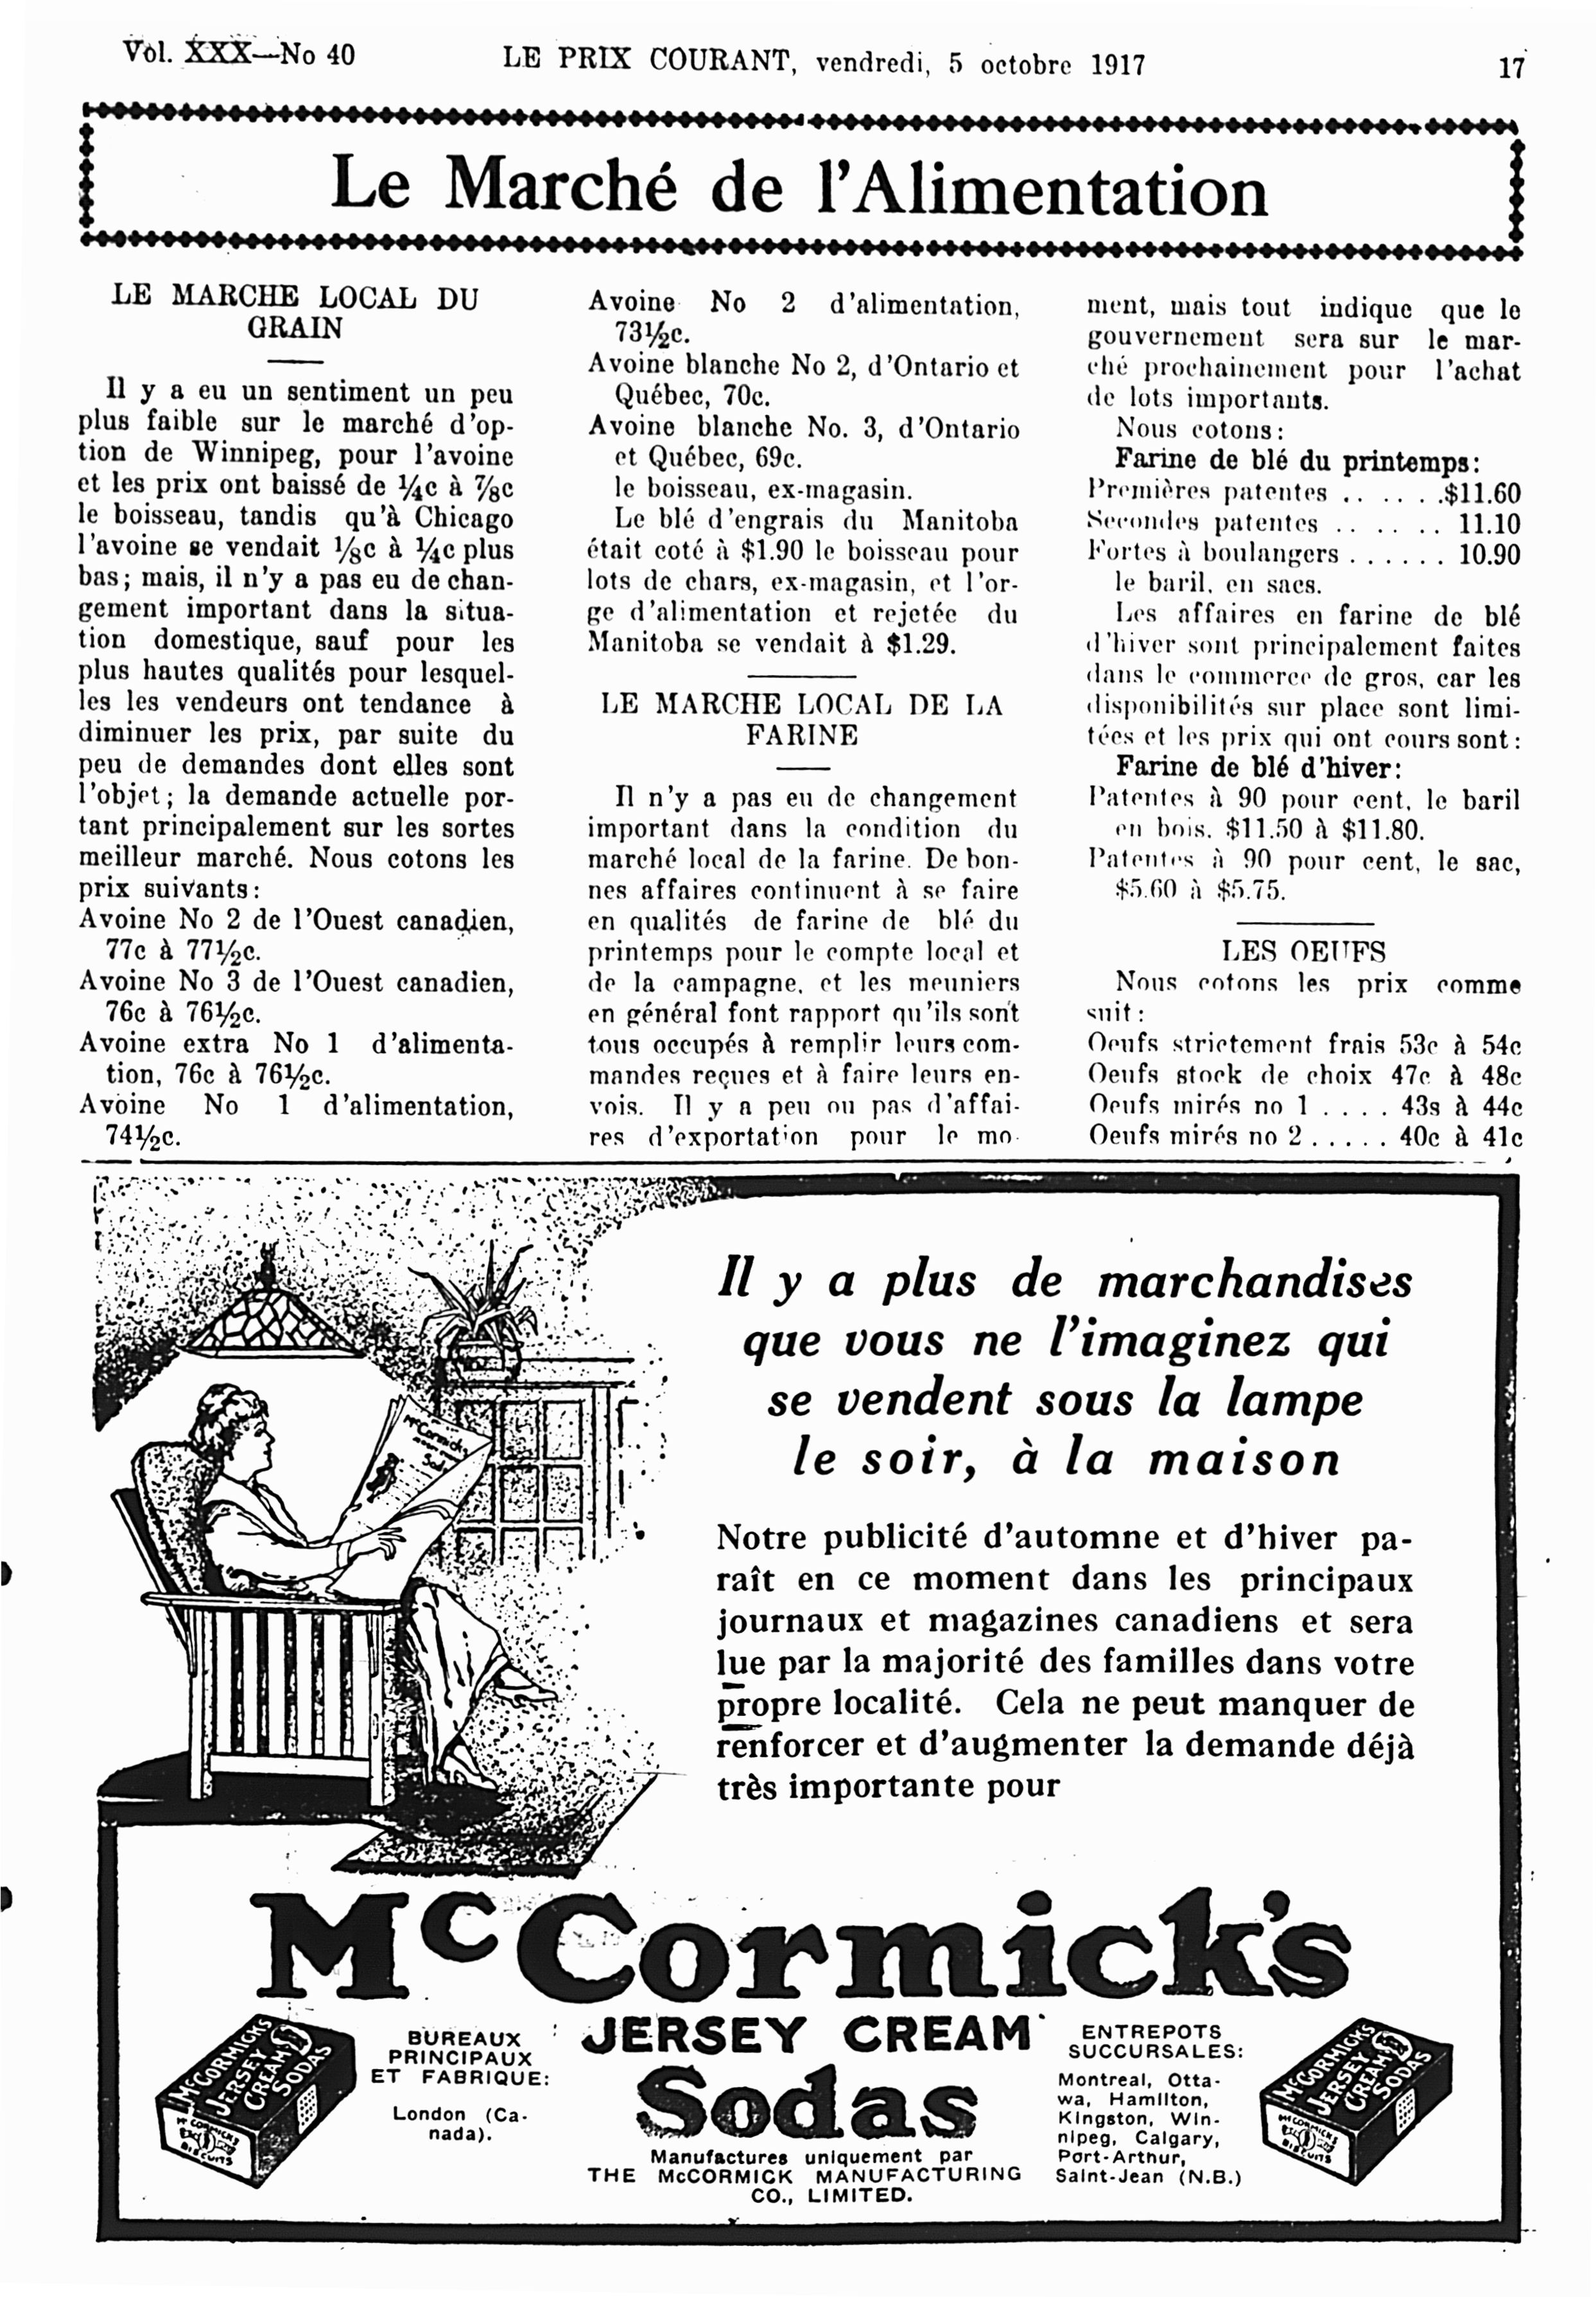 Vol. XXX—No 40
LE PRIX COURANT, vendredi, 5 octobre 1917
17
Le Marché de l'Alimentation
LE MARCHE LOCAL DU
GRAIN
Il y a eu un sentiment un peu
plus faible sur le marché d'op-
tion de Winnipeg, pour l'avoine
et les prix ont baissé de ¼c à ⅞c
le boisseau, tandis qu'à Chicago
l'avoine se vendait ⅛c à ¼c plus
bas; mais, il n'y a pas eu de chan-
gement important dans la situa-
tion domestique, sauf pour les
plus hautes qualités pour lesquel-
les les vendeurs ont tendance à
diminuer les prix, par suite du
peu de demandes dont elles sont
l'objet; la demande actuelle por-
tant principalement sur les sortes
meilleur marché. Nous cotons les
prix suivants:
Avoine No 2 de l'Ouest canadien,
77c à 77½c.
Avoine No 3 de l'Ouest canadien,
76c à 76½c.
Avoine extra No 1 d'alimenta-
tion, 76c à 76½c.
Avoine No 1 d'alimentation,
74½c.
Avoine No 2 d'alimentation,
73½c.
Avoine blanche No 2, d'Ontario et
Québec, 70c.
Avoine blanche No. 3, d'Ontario
et Québec, 69c.
le boisseau, ex-magasin.
Le blé d'engrais du Manitoba
était coté à $1.90 le boisseau pour
lots de chars, ex-magasin, et l'or-
ge d'alimentation et rejetée du
Manitoba se vendait à $1.29.
LE MARCHE LOCAL DE LA
FARINE
Il n'y a pas eu de changement
important dans la condition du
marché local de la farine. De bon-
nes affaires continuent à se faire
en qualités de farine de blé du
printemps pour le compte local et
de la campagne, et les meuniers
en général font rapport qu'ils sont
tous occupés à remplir leurs com-
mandes reçues et à faire leurs en-
vois. Il y a peu ou pas d'affai-
res d'exportation pour le mo-
ment, mais tout indique que le
gouvernement sera sur le mar-
ché prochainement pour l'achat
de lots importants.
Nous cotons:
Farine de blé du printemps:
Premières patentes .. .. . .$11.60
Secondes patentes .. .. .. 11.10
Fortes à boulangers . . . . . . 10.90
le baril, en sacs.
Les affaires en farine de blé
d'hiver sont principalement faites
dans le commerce de gros, car les
disponibilités sur place sont limi-
tées et les prix qui ont cours sont:
Farine de blé d'hiver:
Patentes à 90 pour cent, le baril
en bois, $11.50 à $11.80.
Patentes à 90 pour cent, le sac,
$5.60 à $5.75.
LES OEUFS
Nous cotons les prix comme
suit:
Oeufs strictement frais 53c à 54c
Oeufs stock de choix 47c à 48c
Oeufs mirés no 1 . . . . 43s à 44c
Oeufs mirés no 2 . . . . . 40c à 41c
McCormick's
Il y a plus de marchandises
que vous ne l'imaginez qui
se vendent sous la lampe
le soir, à la maison
Notre publicité d'automne et d'hiver pa-
raît en ce moment dans les principaux
journaux et magazines canadiens et sera
lue par la majorité des familles dans votre
propre localité. Cela ne peut manquer de
renforcer et d'augmenter la demande déjà
très importante pour
McCormick's
JERSEY CREAM
Sodas
Manufactures uniquement par
THE McCORMICK MANUFACTURING
CO., LIMITED.
BUREAUX
PRINCIPAUX
ET FABRIQUE:
London (Ca-
nada).
ENTREPOTS
SUCCURSALES:
Montreal, Otta-
wa, Hamilton,
Kingston, Win-
nipeg, Calgary,
Port-Arthur,
Saint-Jean (N.B.)
McCORMICKS
JERSEY
CREAM
SODAS
McCORMICKS
BISCUITS
McCORMICKS
JERSEY
CREAM
SODAS
McCORMICKS
BISCUITS